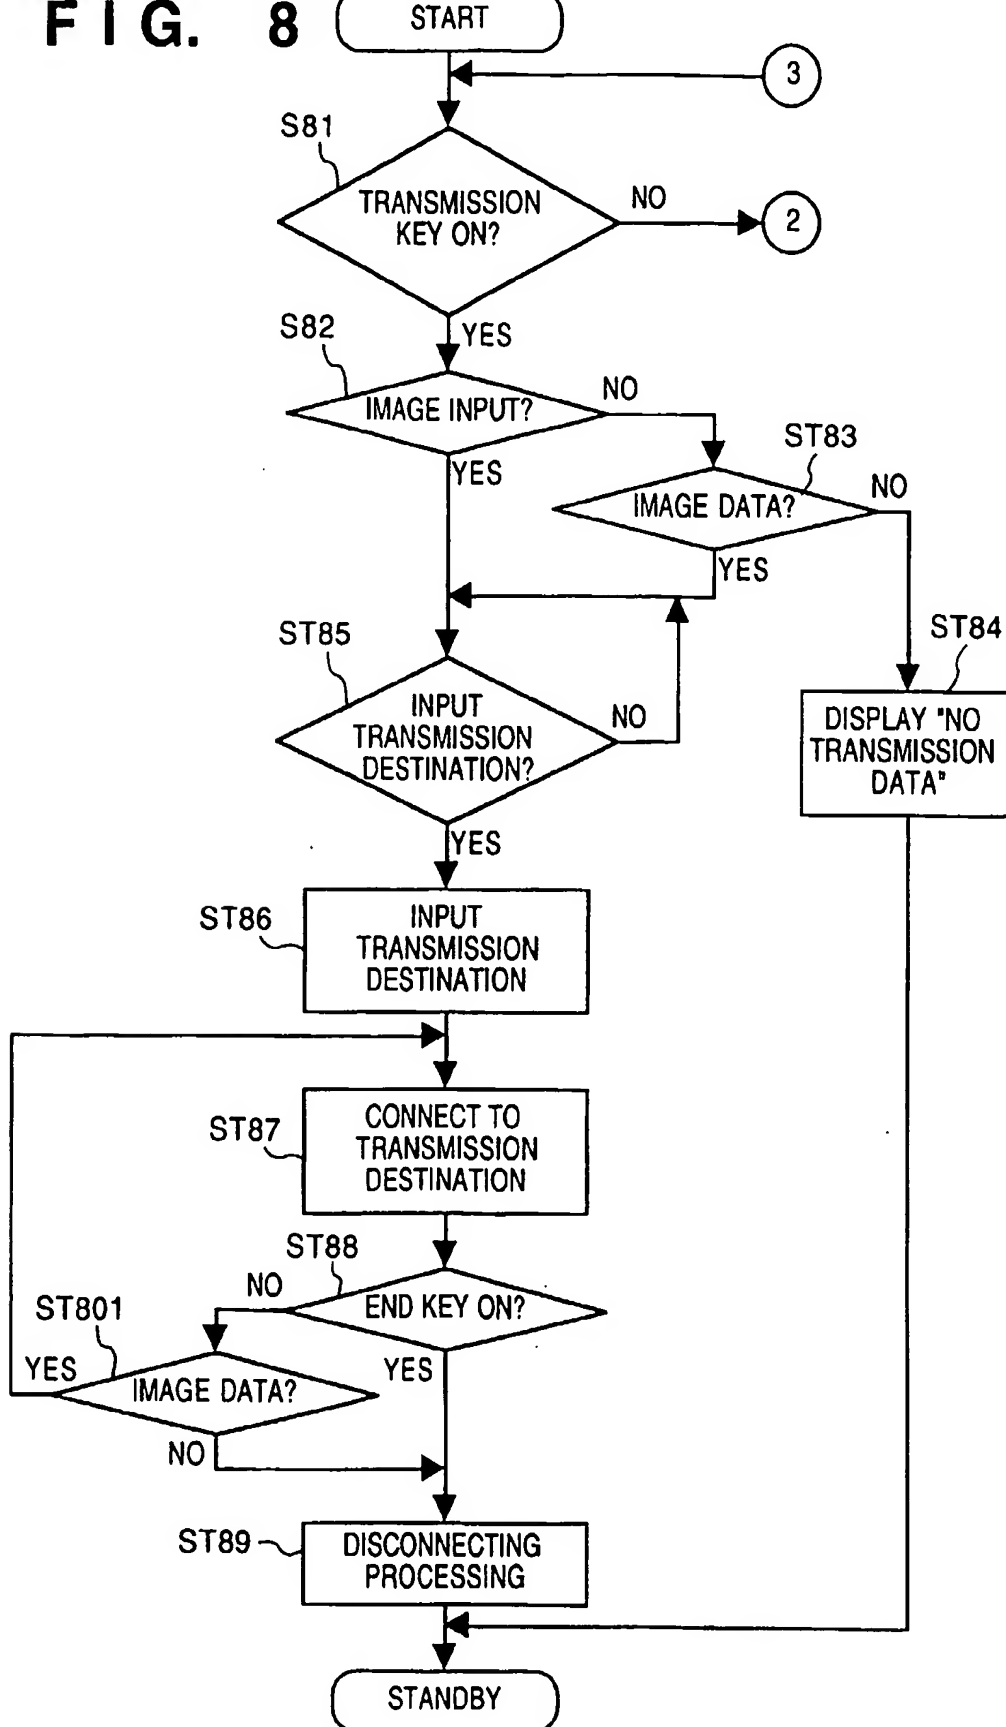 FIG. 8
START
3
S81
TRANSMISSION
KEY ON?
NO
2
YES
S82
IMAGE INPUT?
NO
YES
ST83
IMAGE DATA?
NO
YES
ST84
DISPLAY "NO
TRANSMISSION
DATA"
ST85
INPUT
TRANSMISSION
DESTINATION?
NO
YES
ST86
INPUT
TRANSMISSION
DESTINATION
ST87
CONNECT TO
TRANSMISSION
DESTINATION
ST88
END KEY ON?
NO
YES
ST801
IMAGE DATA?
YES
NO
ST89
DISCONNECTING
PROCESSING
STANDBY